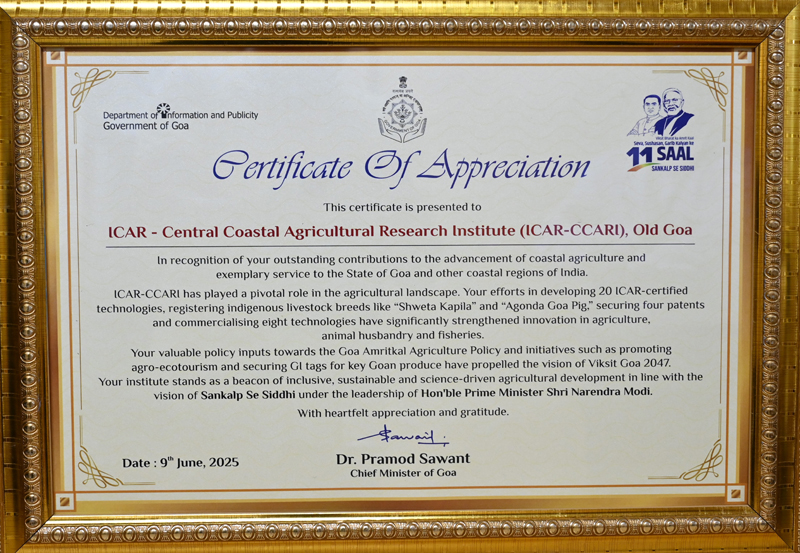 Department of Information and Publicity
Government of Goa
Seva, Sushasan, Garib Kalyan ke
11 SAAL
SANKALP SE SIDDHI
Certificate Of Appreciation
This certificate is presented to
ICAR - Central Coastal Agricultural Research Institute (ICAR-CCARI), Old Goa
In recognition of your outstanding contributions to the advancement of coastal agriculture and
exemplary service to the State of Goa and other coastal regions of India.
ICAR-CCARI has played a pivotal role in the agricultural landscape. Your efforts in developing 20 ICAR-certified
technologies, registering indigenous livestock breeds like “Shweta Kapila” and “Agonda Goa Pig,” securing four patents
and commercialising eight technologies have significantly strengthened innovation in agriculture,
animal husbandry and fisheries.
Your valuable policy inputs towards the Goa Amritkal Agriculture Policy and initiatives such as promoting
agro-ecotourism and securing GI tags for key Goan produce have propelled the vision of Viksit Goa 2047.
Your institute stands as a beacon of inclusive, sustainable and science-driven agricultural development in line with the
vision of Sankalp Se Siddhi under the leadership of Hon'ble Prime Minister Shri Narendra Modi.
With heartfelt appreciation and gratitude.
Sawant
Date : 9th June, 2025
Dr. Pramod Sawant
Chief Minister of Goa